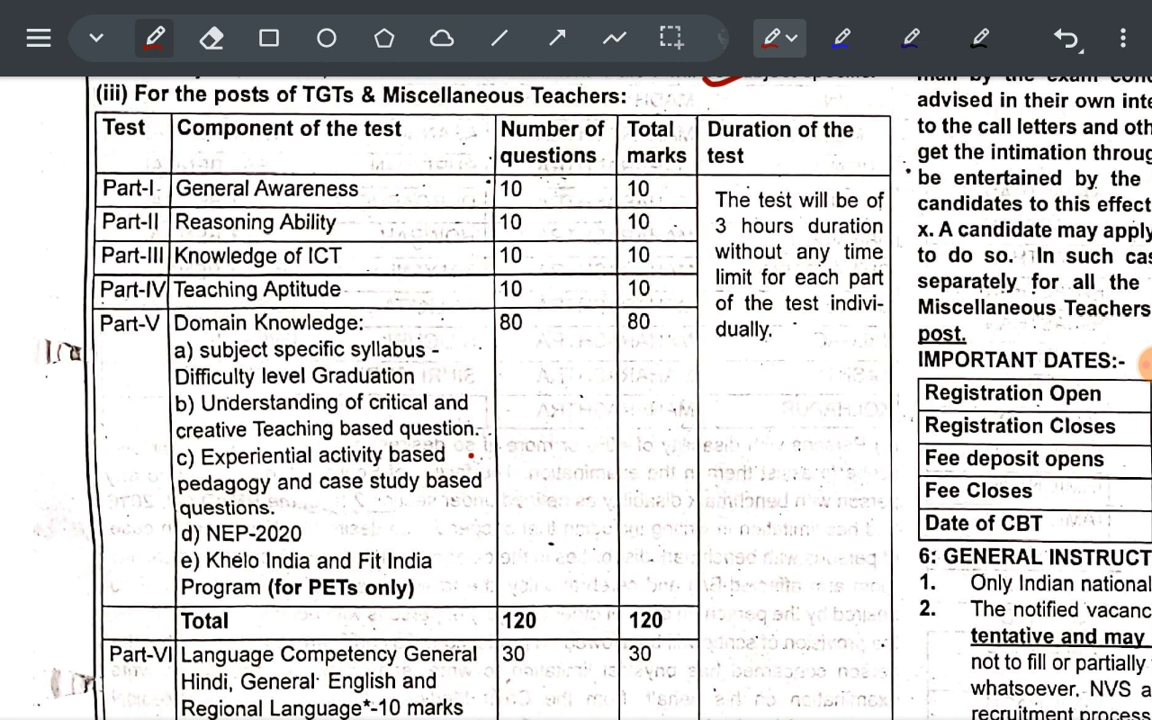 (iii) For the posts of TGTs & Miscellaneous Teachers:
Test Component of the test Number of questions Total marks Duration of the test
Part-I General Awareness 10 10
Part-II Reasoning Ability 10 10
Part-III Knowledge of ICT 10 10
Part-IV Teaching Aptitude 10 10
The test will be of
3 hours duration
without any time
limit for each part
of the test indivi-
dually.
Part-V Domain Knowledge: 80 80
a) subject specific syllabus -
Difficulty level Graduation
b) Understanding of critical and
creative Teaching based question.
c) Experiential activity based
pedagogy and case study based
questions.
d) NEP-2020
e) Khelo India and Fit India
Program (for PETs only)
Total 120 120
Part-VI Language Competency General 30 30
Hindi, General English and
Regional Language*-10 marks
advised in their own
to the call letters and
get the intimation
be entertained by the
candidates to this effect
x. A candidate may apply
to do so. In such
separately for all the
Miscellaneous Teachers
post.
IMPORTANT DATES:-
Registration Open
Registration Closes
Fee deposit opens
Fee Closes
Date of CBT
6: GENERAL INSTRUCT
1. Only Indian national
2. The notified
tentative and may
not to fill or partially
whatsoever. NVS
recruitment process